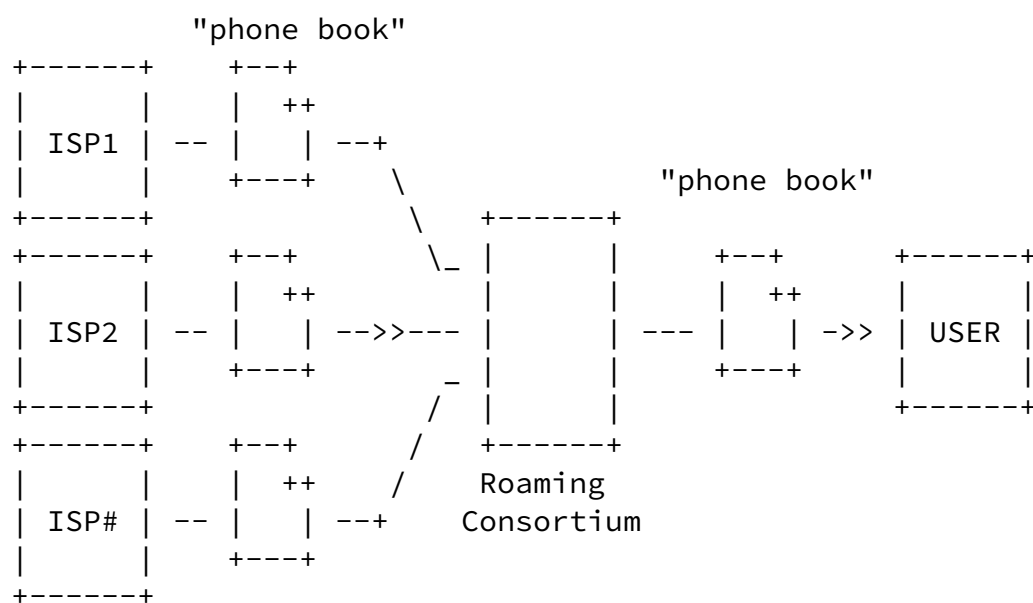 "phone book"
ISP1
"phone book"
ISP2
USER
ISP#
Roaming
Consortium